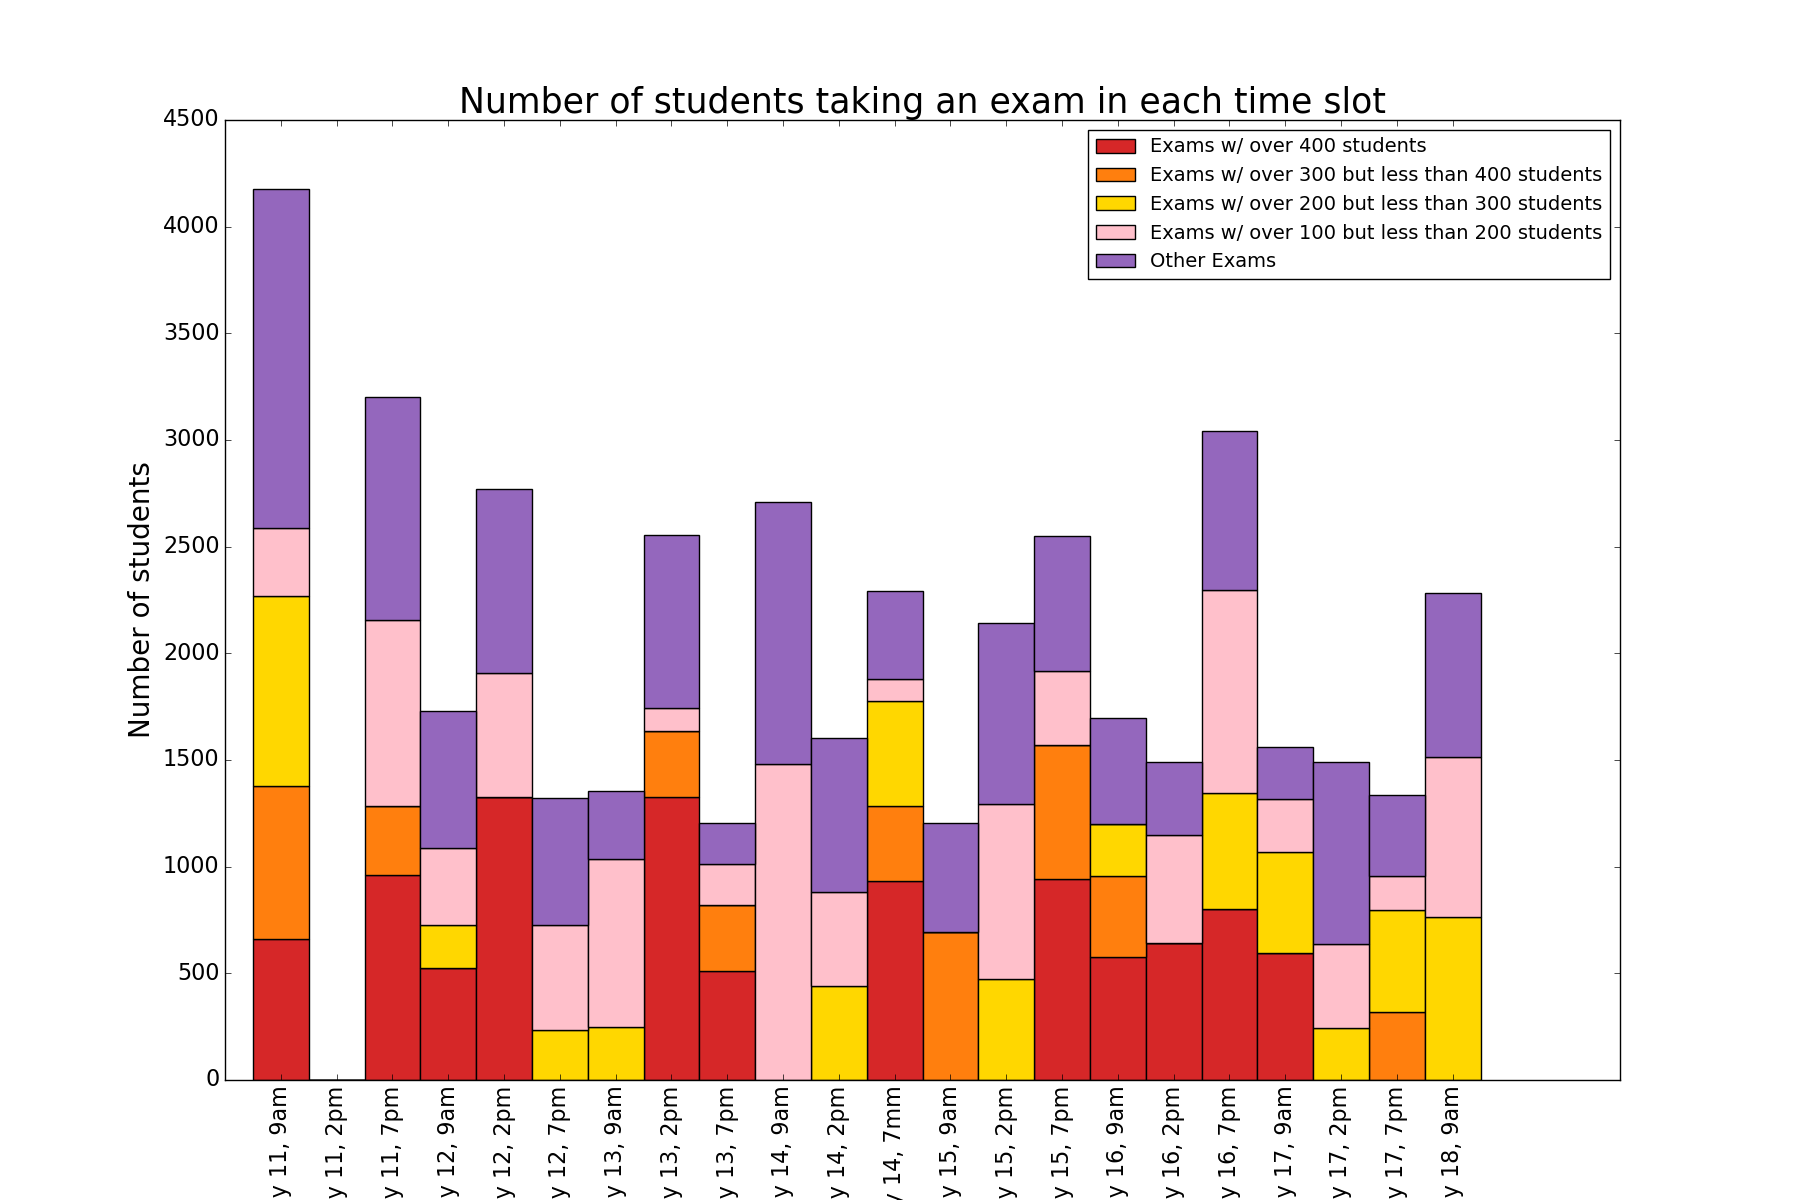 Number of students taking an exam in each time slot
Exams w/ over 400 students
Exams w/ over 300 but less than 400 students
Exams w/ over 200 but less than 300 students
Exams w/ over 100 but less than 200 students
Other Exams
Number of students
4500
4000
3500
3000
2500
2000
1500
1000
500
0
y 11, 9am
y 11, 2pm
y 11, 7pm
y 12, 9am
y 12, 2pm
y 12, 7pm
y 13, 9am
y 13, 2pm
y 13, 7pm
y 14, 9am
y 14, 2pm
y 14, 7mm
y 15, 9am
y 15, 2pm
y 15, 7pm
y 16, 9am
y 16, 2pm
y 16, 7pm
y 17, 9am
y 17, 2pm
y 17, 7pm
y 18, 9am